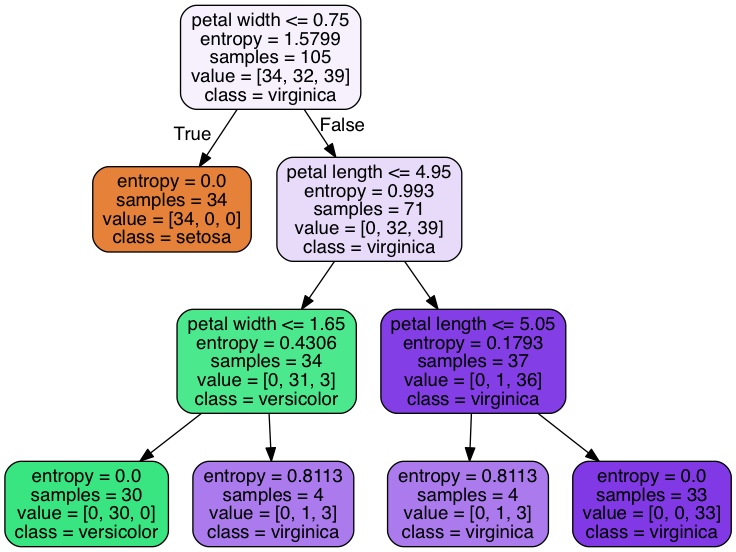 petal width <= 0.75
entropy = 1.5799
samples = 105
value = [34, 32, 39]
class = virginica
True
False
entropy = 0.0
samples = 34
value = [34, 0, 0]
class = setosa
petal length <= 4.95
entropy = 0.993
samples = 71
value = [0, 32, 39]
class = virginica
petal width <= 1.65
entropy = 0.4306
samples = 34
value = [0, 31, 3]
class = versicolor
petal length <= 5.05
entropy = 0.1793
samples = 37
value = [0, 1, 36]
class = virginica
entropy = 0.0
samples = 30
value = [0, 30, 0]
class = versicolor
entropy = 0.8113
samples = 4
value = [0, 1, 3]
class = virginica
entropy = 0.8113
samples = 4
value = [0, 1, 3]
class = virginica
entropy = 0.0
samples = 33
value = [0, 0, 33]
class = virginica